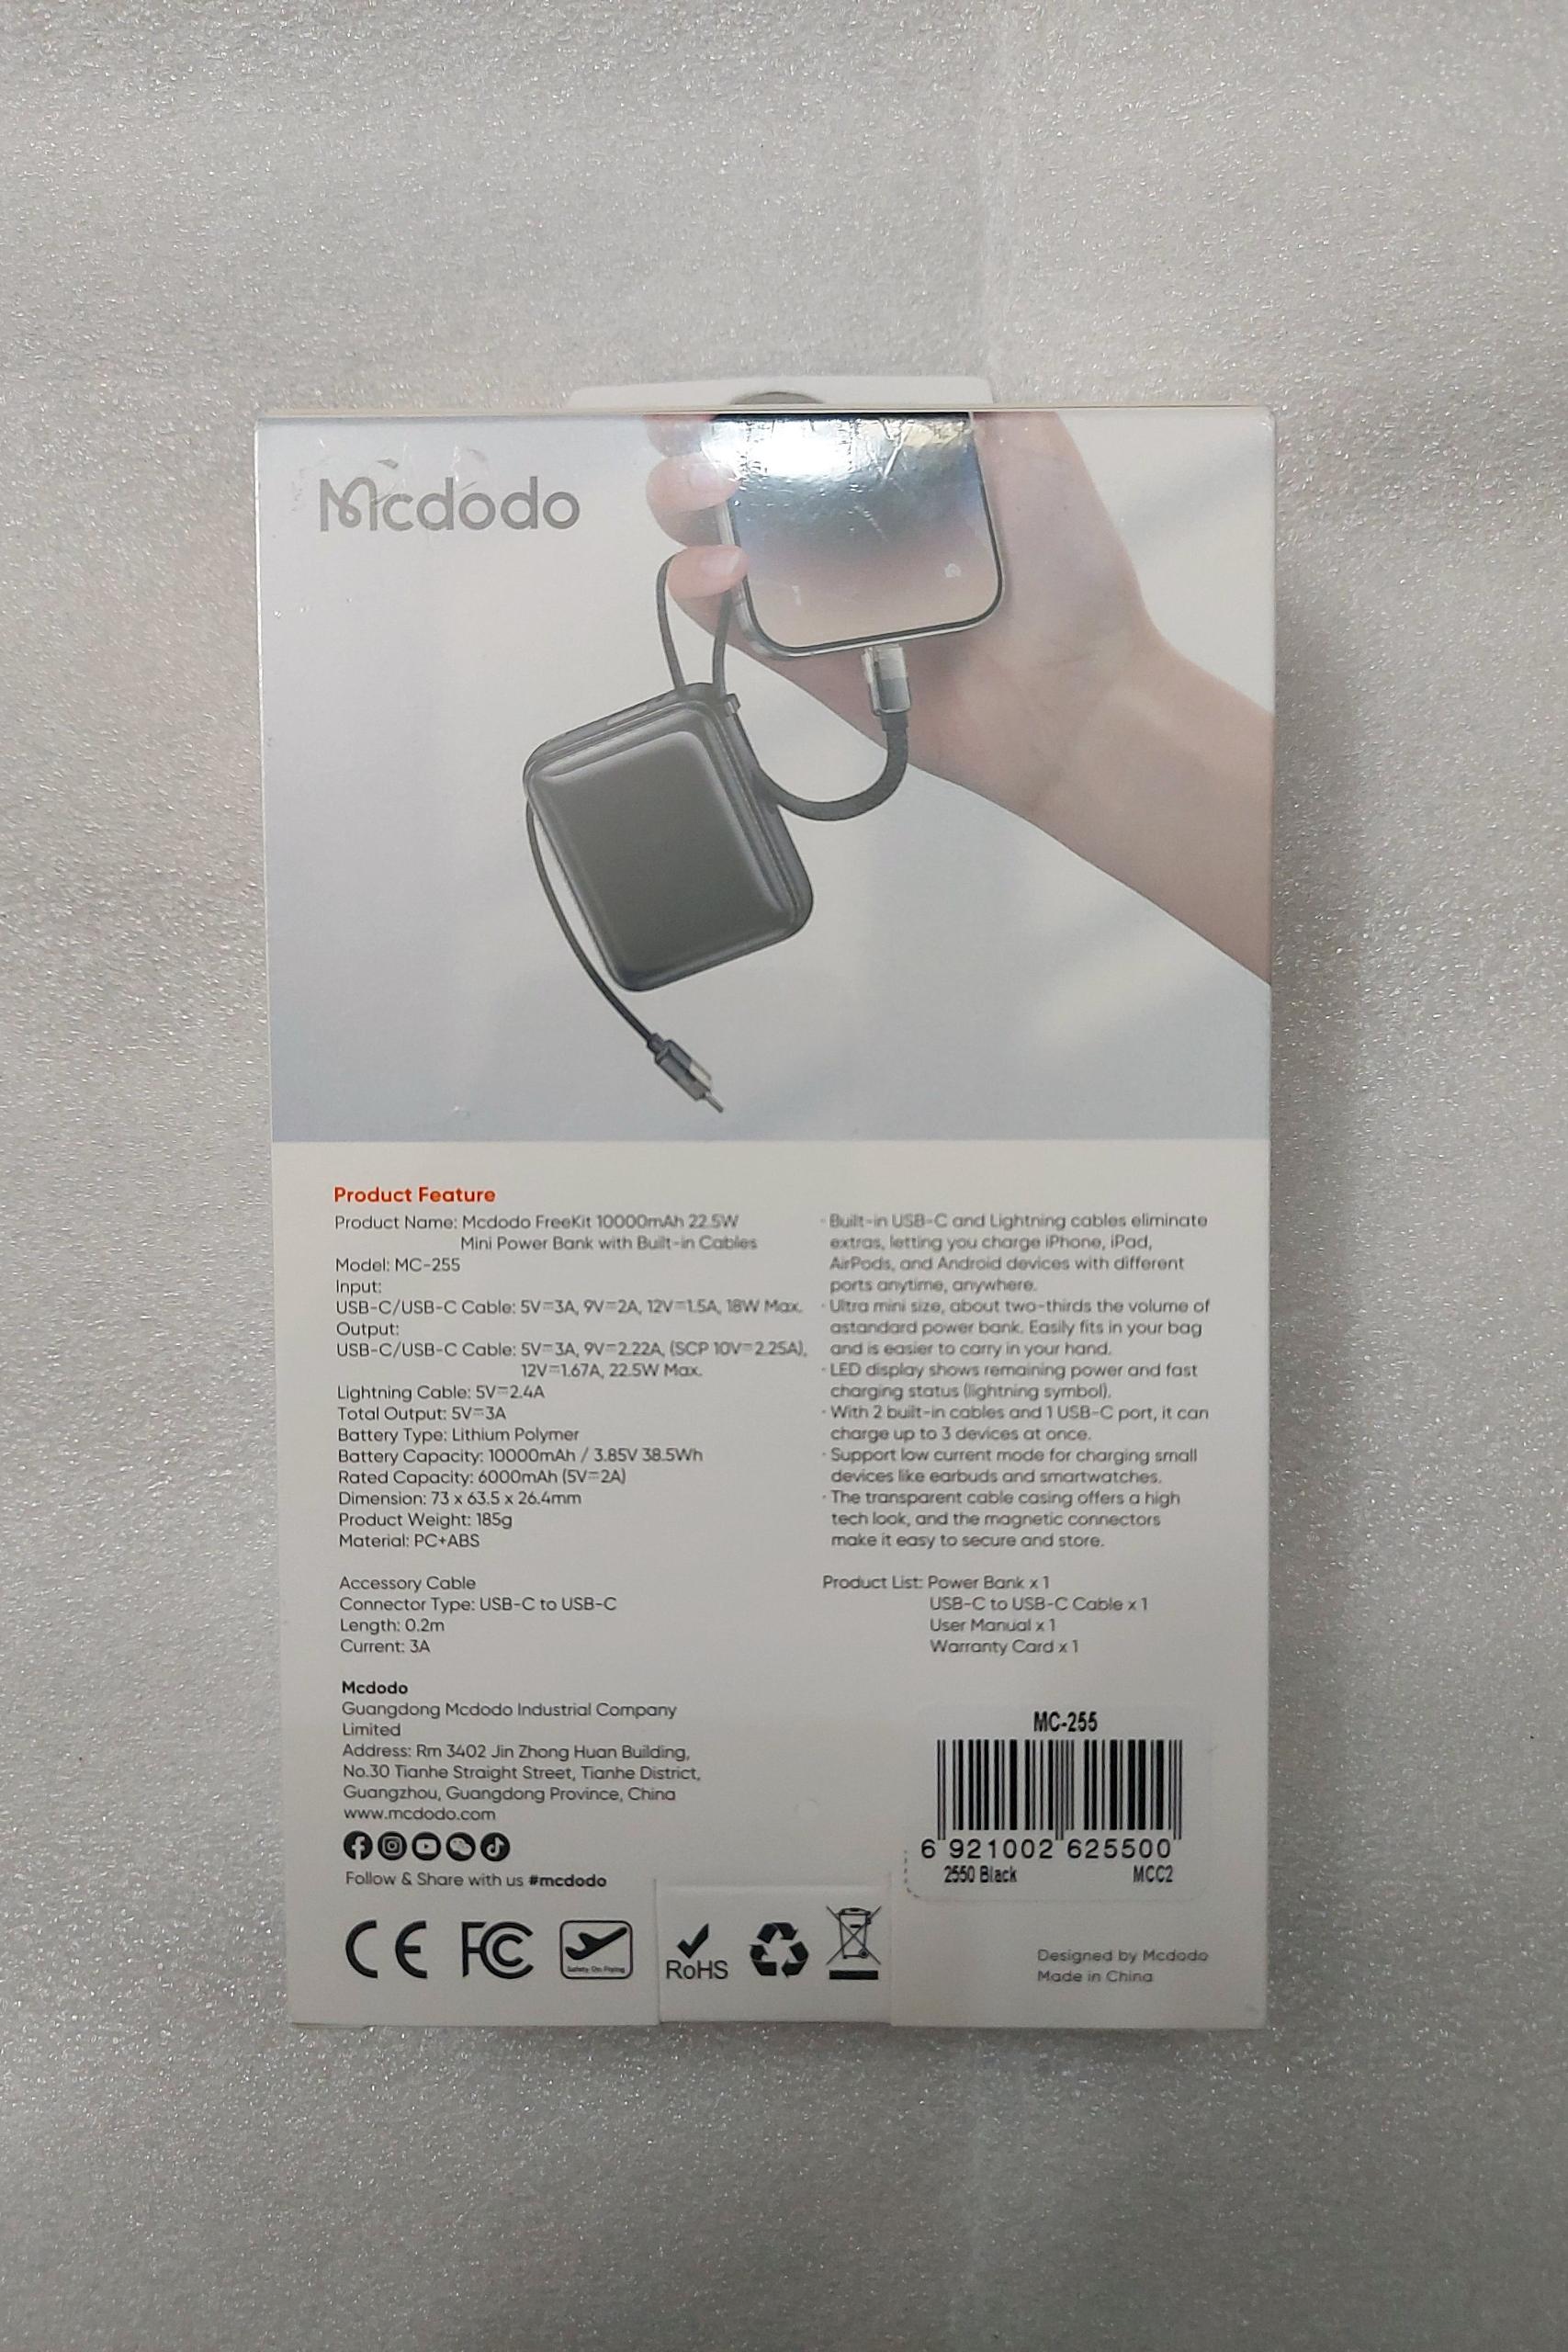 Mcdodo
Product Feature
Product Name: Mcdodo FreeKit 10000mAh 22.5W
Mini Power Bank with Built-in Cables
Model: MC-255
Input:
USB-C/USB-C Cable: 5V⎓3A, 9V⎓2A, 12V⎓1.5A, 18W Max.
Output:
USB-C/USB-C Cable: 5V⎓3A, 9V⎓2.22A, (SCP 10V⎓2.25A),
12V⎓1.67A, 22.5W Max.
Lightning Cable: 5V⎓2.4A
Total Output: 5V⎓3A
Battery Type: Lithium Polymer
Battery Capacity: 10000mAh / 3.85V 38.5Wh
Rated Capacity: 6000mAh (5V⎓2A)
Dimension: 73 x 63.5 x 26.4mm
Product Weight: 185g
Material: PC+ABS
Accessory Cable
Connector Type: USB-C to USB-C
Length: 0.2m
Current: 3A
Mcdodo
Guangdong Mcdodo Industrial Company
Limited
Address: Rm 3402 Jin Zhong Huan Building,
No.30 Tianhe Straight Street, Tianhe District,
Guangzhou, Guangdong Province, China
www.mcdodo.com
Follow & Share with us #mcdodo
CE FC Safety On Flying RoHS
· Built-in USB-C and Lightning cables eliminate
extras, letting you charge iPhone, iPad,
AirPods, and Android devices with different
ports anytime, anywhere.
· Ultra mini size, about two-thirds the volume of
astandard power bank. Easily fits in your bag
and is easier to carry in your hand.
· LED display shows remaining power and fast
charging status (lightning symbol).
· With 2 built-in cables and 1 USB-C port, it can
charge up to 3 devices at once.
· Support low current mode for charging small
devices like earbuds and smartwatches.
· The transparent cable casing offers a high
tech look, and the magnetic connectors
make it easy to secure and store.
Product List: Power Bank x 1
USB-C to USB-C Cable x 1
User Manual x 1
Warranty Card x 1
MC-255
6 921002 625500
2550 Black MCC2
Designed by Mcdodo
Made in China